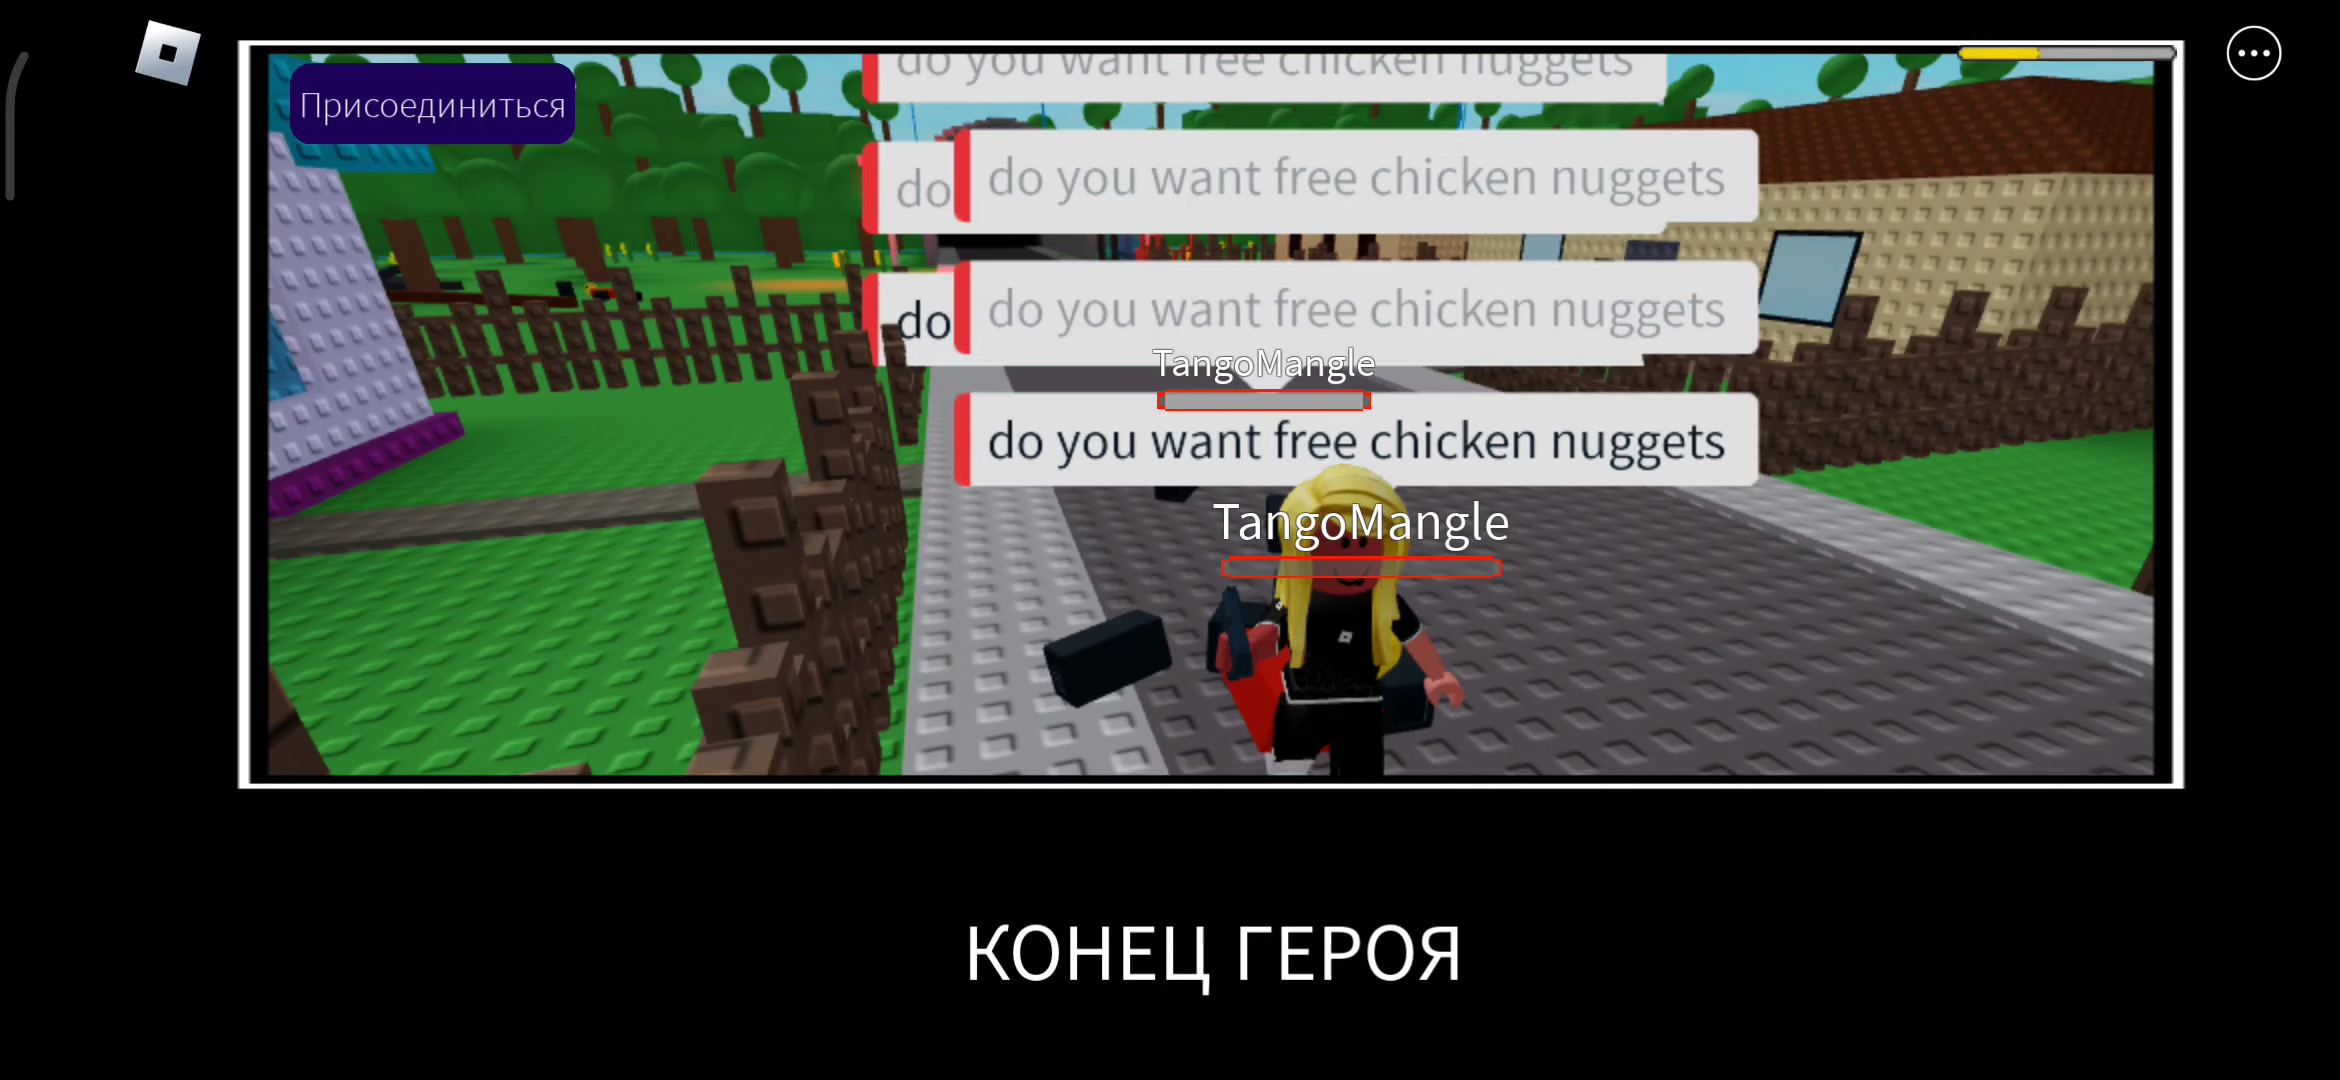 do you want free chicken nuggets
Присоединиться
do you want free chicken nuggets
do
do you want free chicken nuggets
do
TangoMangle
do you want free chicken nuggets
TangoMangle
КОНЕЦ ГЕРОЯ